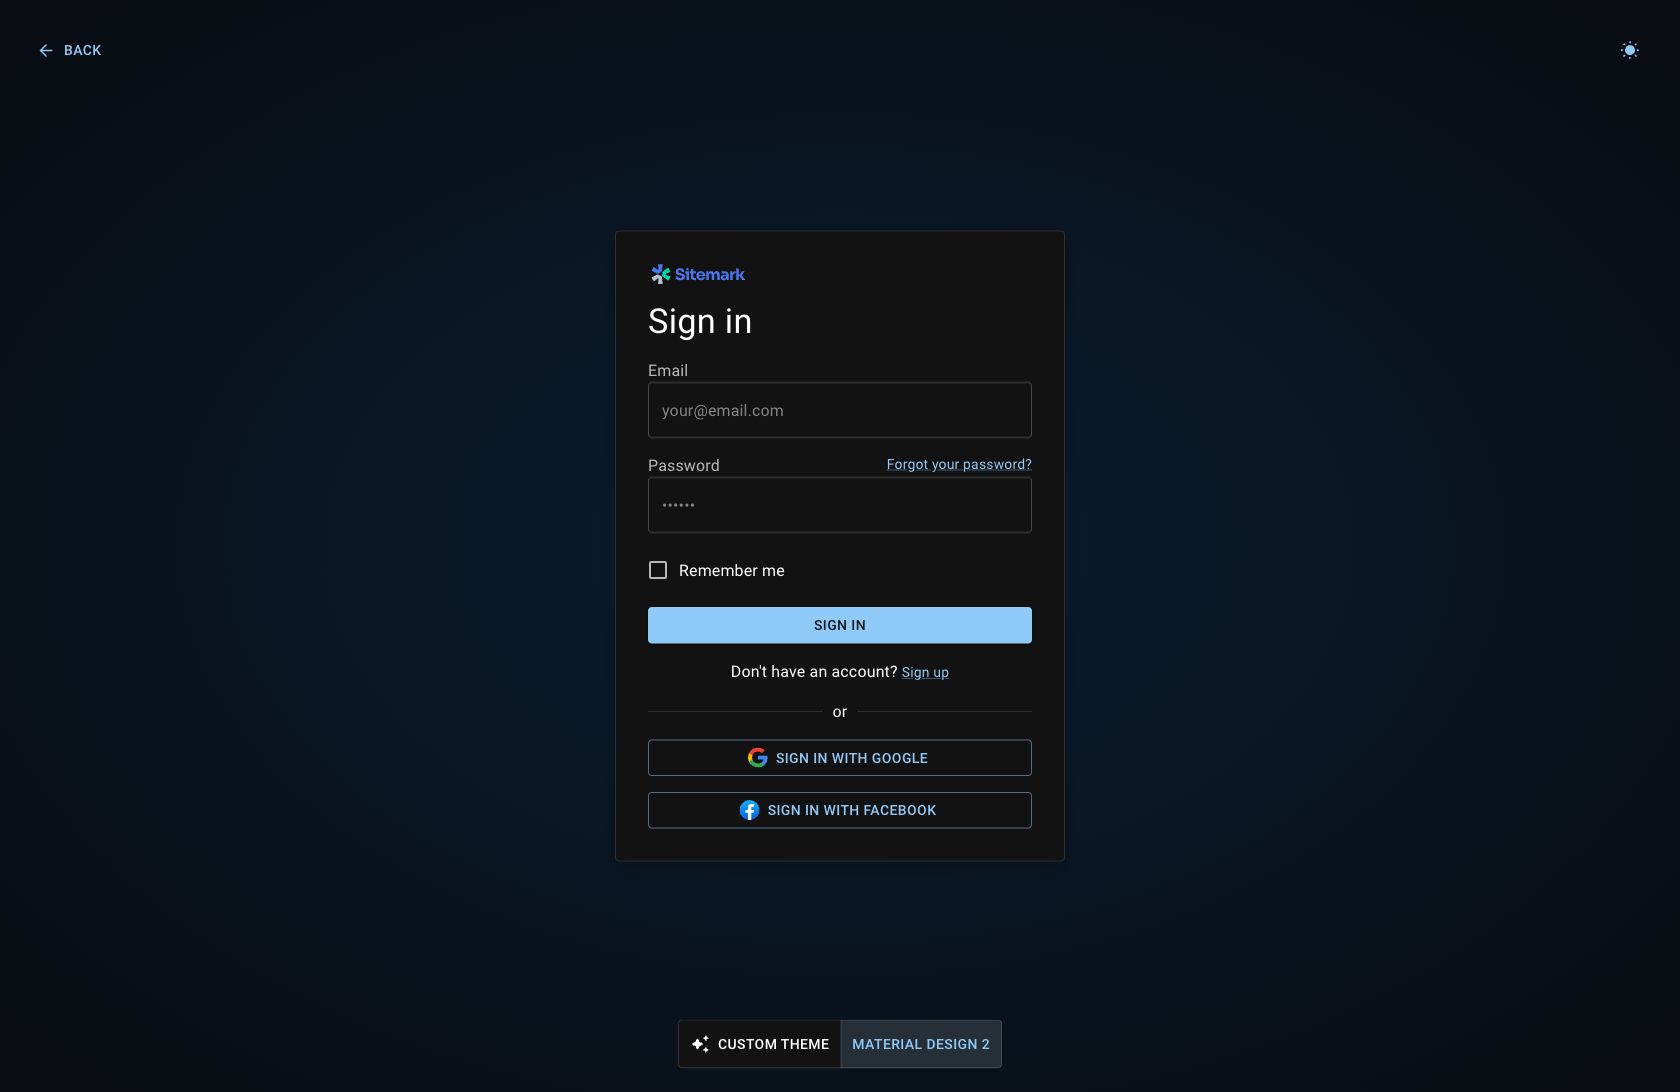 BACK
Sitemark
Sign in
Email
your@email.com
Password Forgot your password?
••••••
Remember me
SIGN IN
Don't have an account? Sign up
or
SIGN IN WITH GOOGLE
SIGN IN WITH FACEBOOK
CUSTOM THEME MATERIAL DESIGN 2